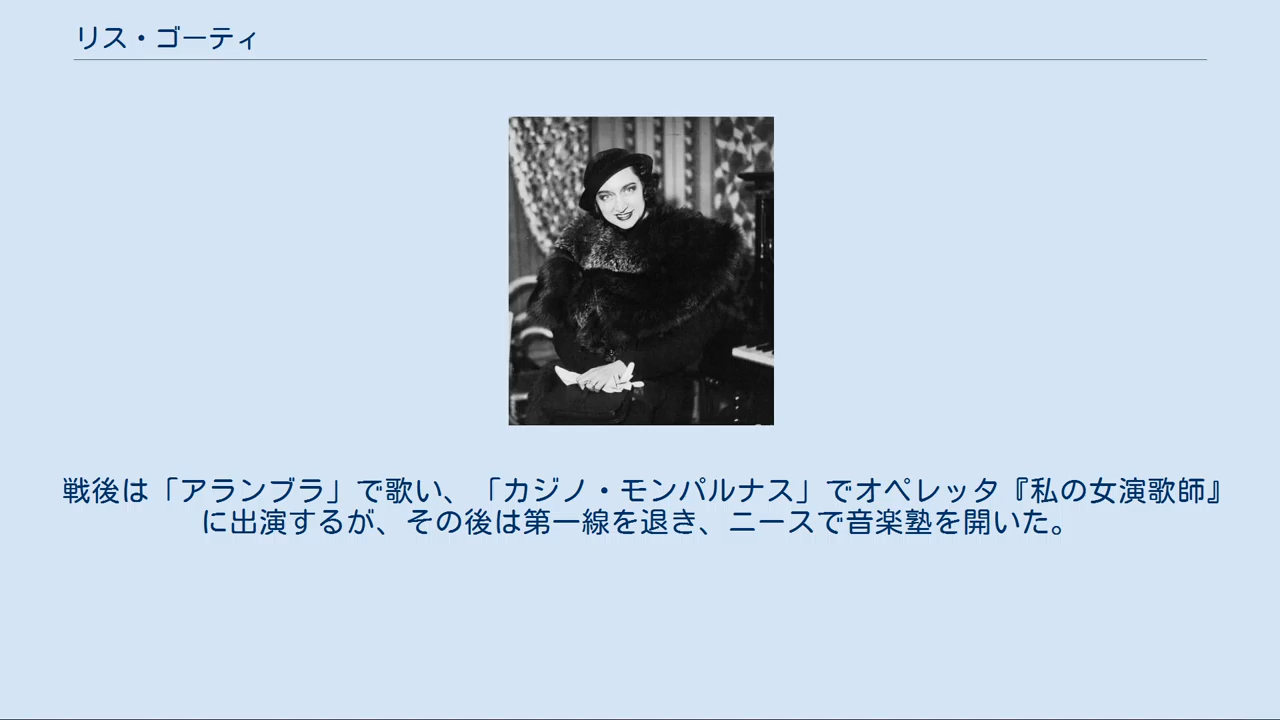 リス・ゴーティ
戦後は「アランブラ」で歌い、「カジノ・モンパルナス」でオペレッタ『私の女演歌師』
に出演するが、その後は第一線を退き、ニースで音楽塾を開いた。